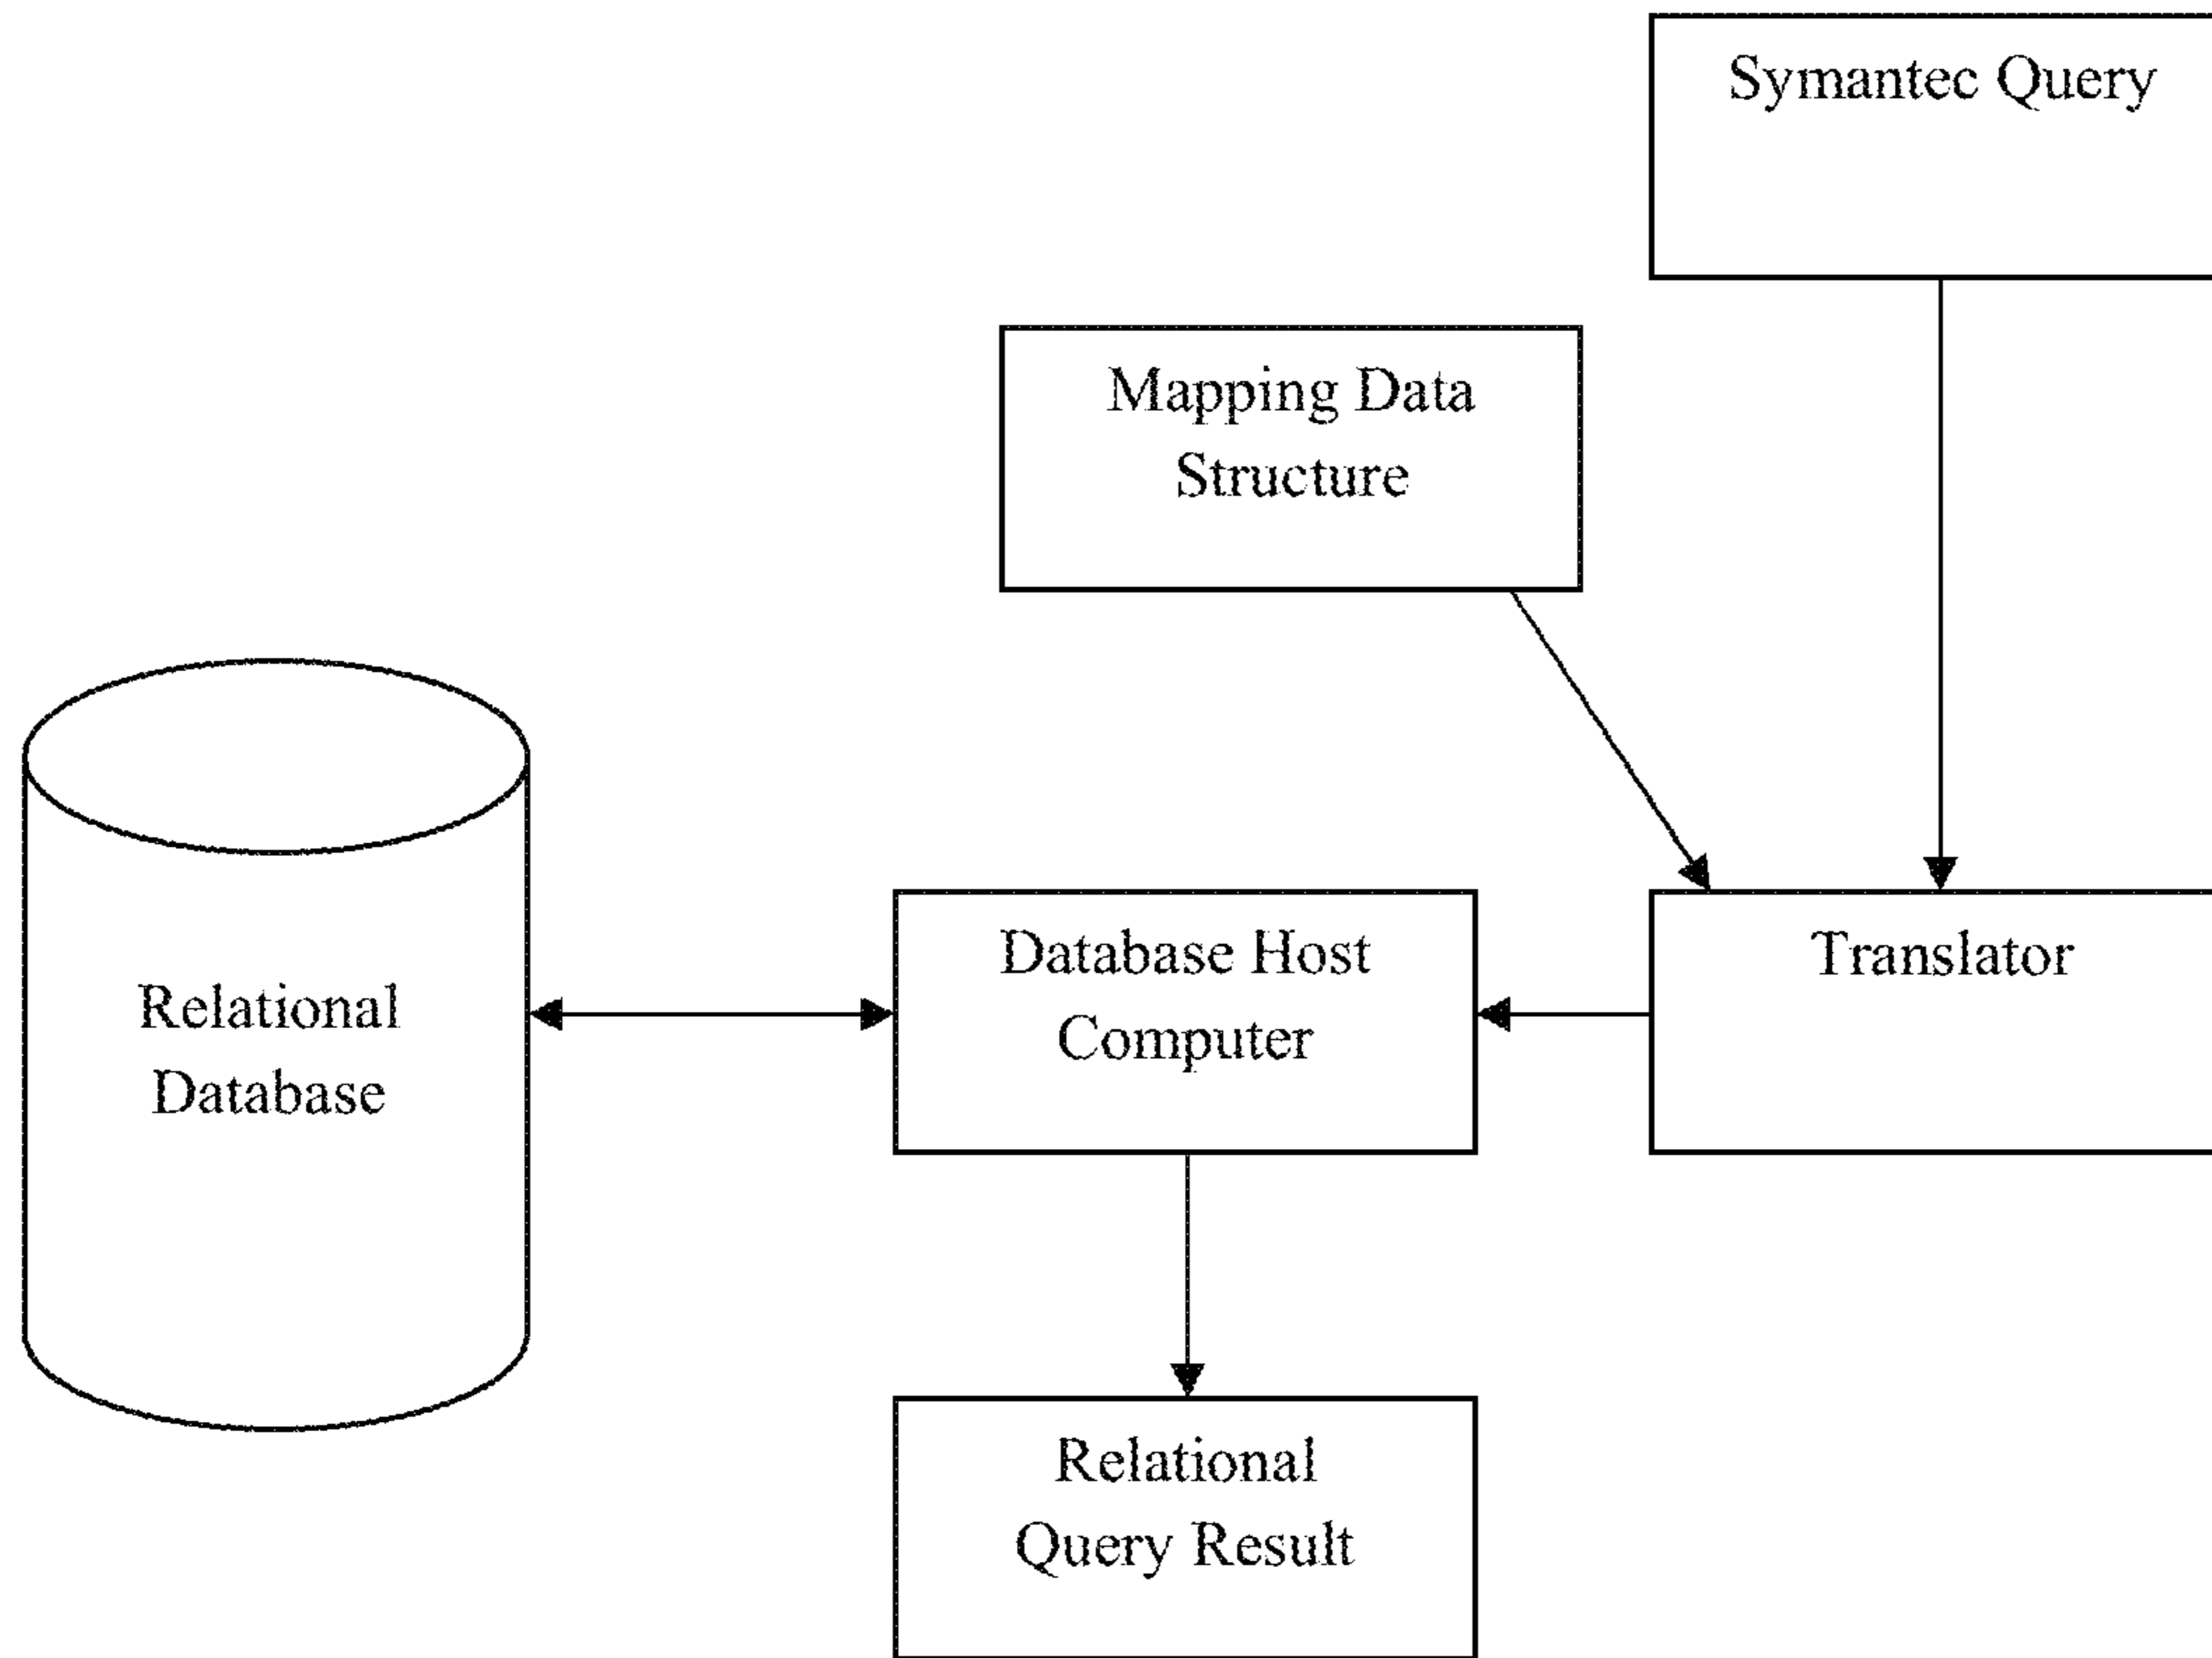 Symantec Query
Mapping Data
Structure
Relational
Database
Database Host
Computer
Translator
Relational
Query Result